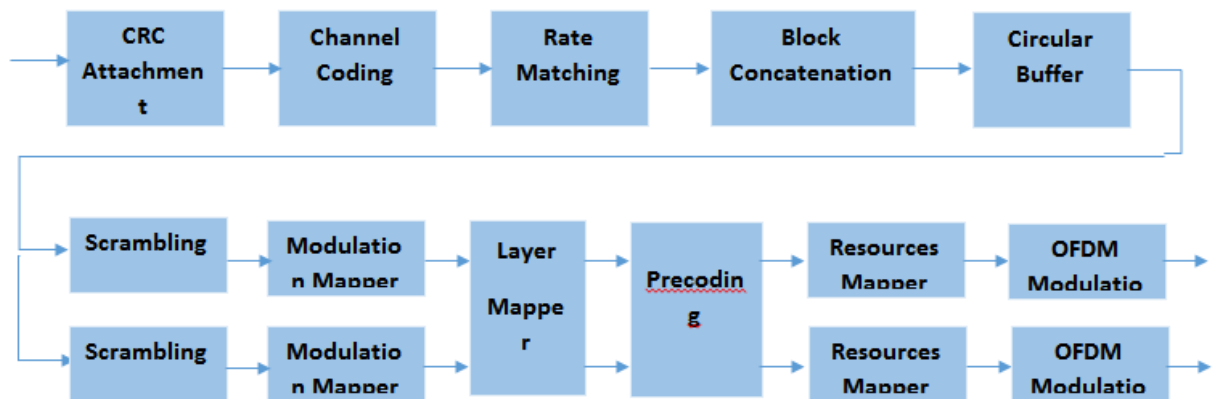 CRC
Attachmen
t
Channel
Coding
Rate
Matching
Block
Concatenation
Circular
Buffer
Scrambling
Modulatio
n Mapper
Layer
Mappe
r
Precodin
g
Resources
Mapper
OFDM
Modulatio
Scrambling
Modulatio
n Mapper
Resources
Mapper
OFDM
Modulatio